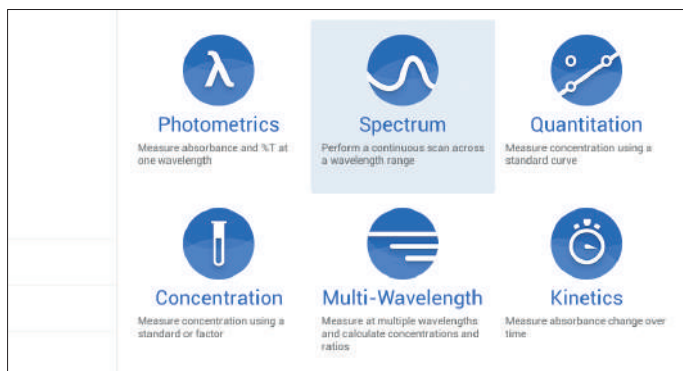 λ
Photometrics
Measure absorbance and %T at
one wavelength
Spectrum
Perform a continuous scan across
a wavelength range
Quantitation
Measure concentration using a
standard curve
Concentration
Measure concentration using a
standard or factor
Multi-Wavelength
Measure at multiple wavelengths
and calculate concentrations and
ratios
Kinetics
Measure absorbance change over
time